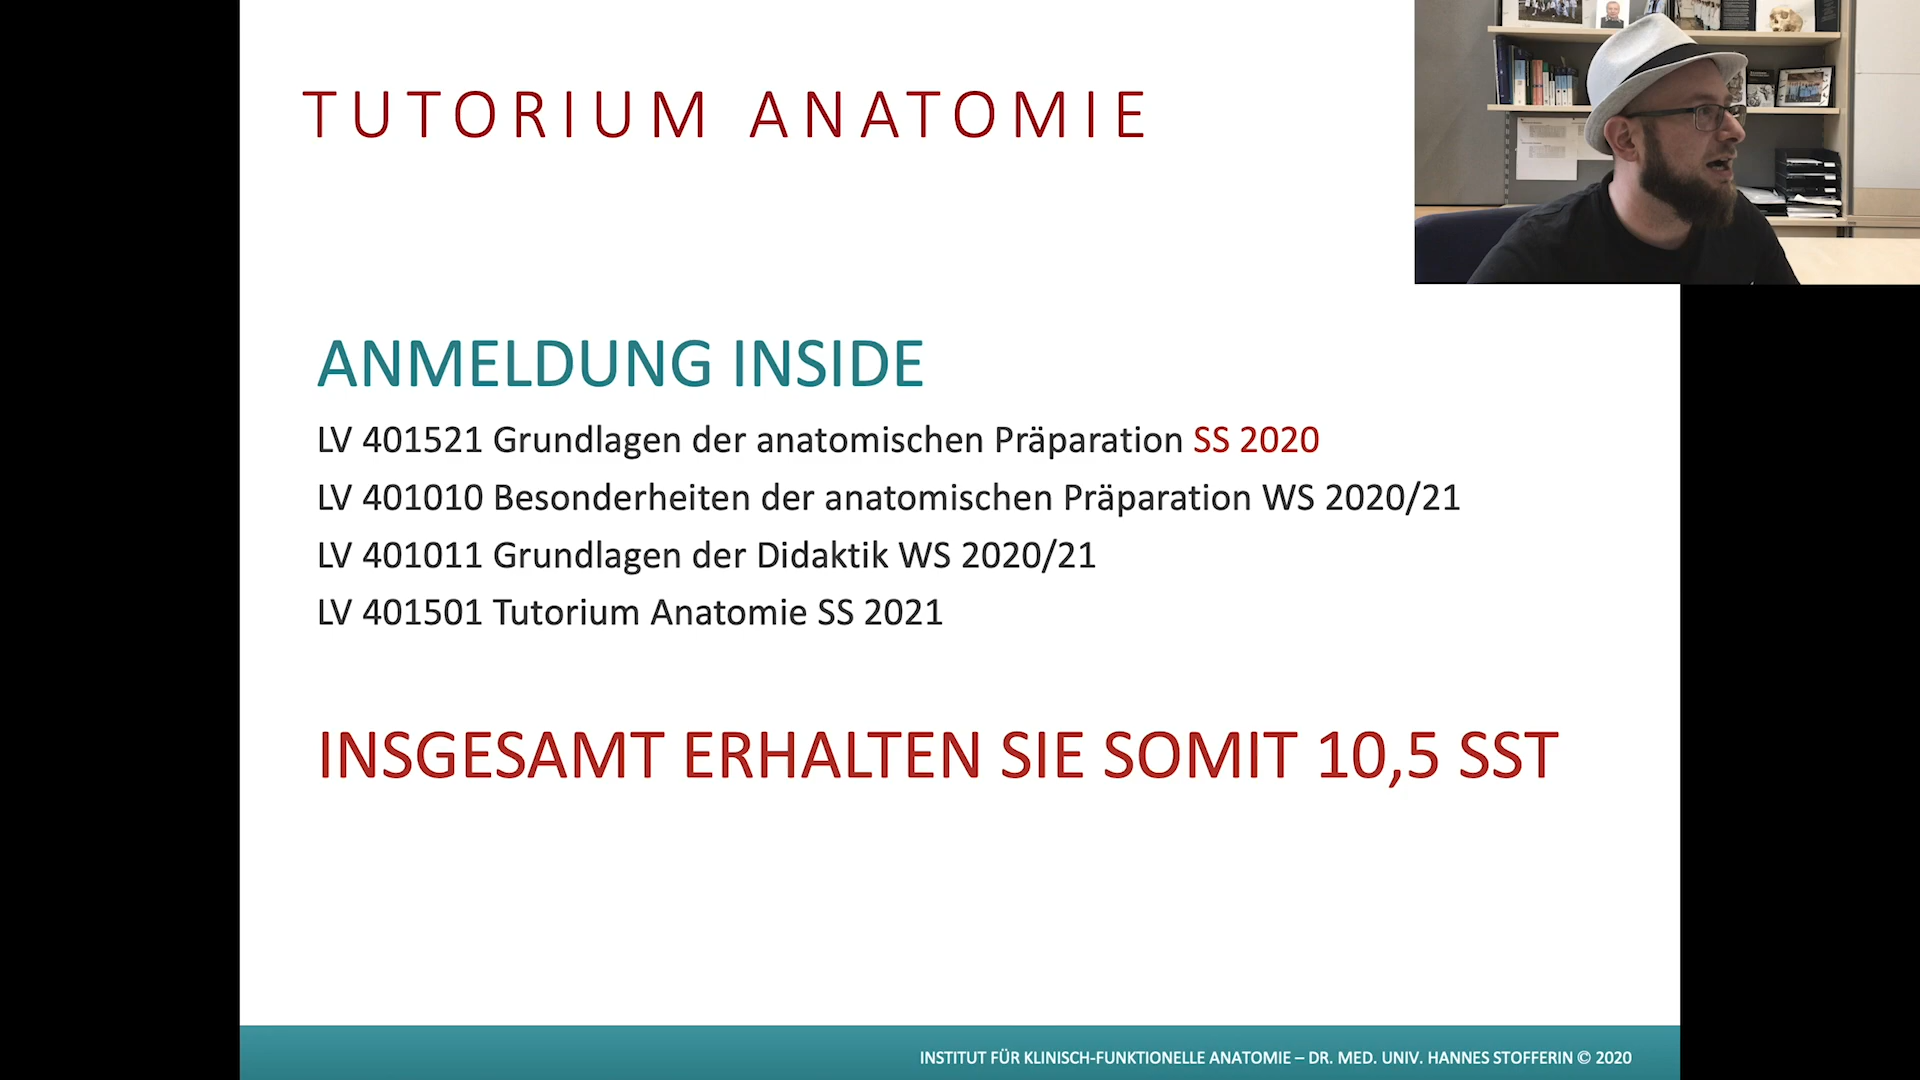 TUTORIUM ANATOMIE
ANMELDUNG INSIDE
LV 401521 Grundlagen der anatomischen Präparation SS 2020
LV 401010 Besonderheiten der anatomischen Präparation WS 2020/21
LV 401011 Grundlagen der Didaktik WS 2020/21
LV 401501 Tutorium Anatomie SS 2021
INSGESAMT ERHALTEN SIE SOMIT 10,5 SST
INSTITUT FÜR KLINISCH-FUNKTIONELLE ANATOMIE – DR. MED. UNIV. HANNES STOFFERIN © 2020